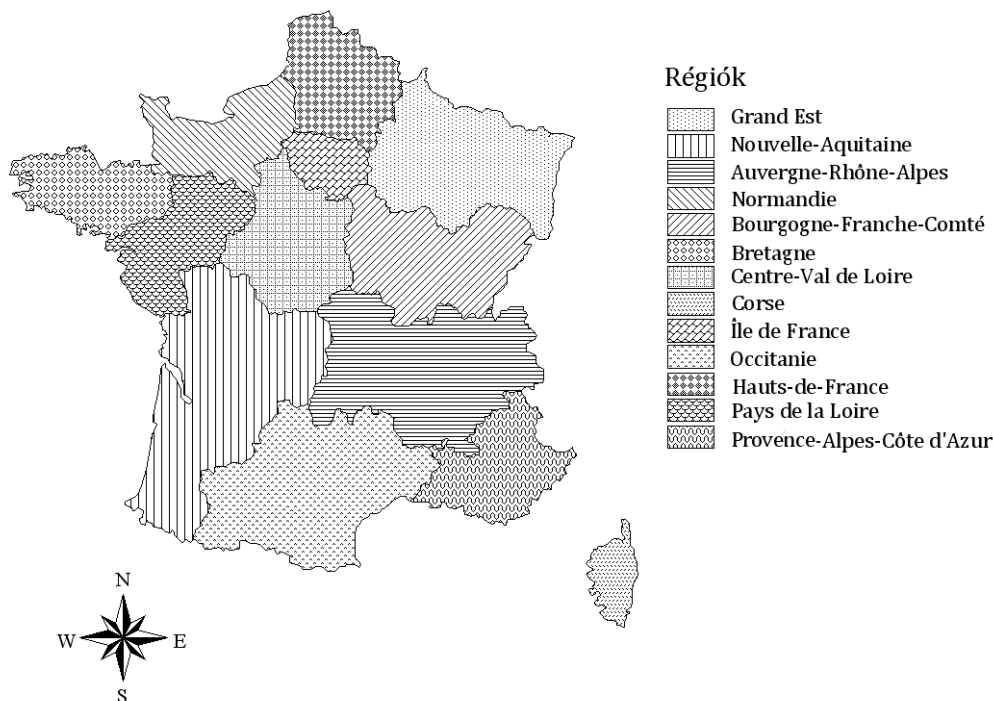 Régiók
Grand Est
Nouvelle-Aquitaine
Auvergne-Rhône-Alpes
Normandie
Bourgogne-Franche-Comté
Bretagne
Centre-Val de Loire
Corse
Île de France
Occitanie
Hauts-de-France
Pays de la Loire
Provence-Alpes-Côte d'Azur
N
W E
S